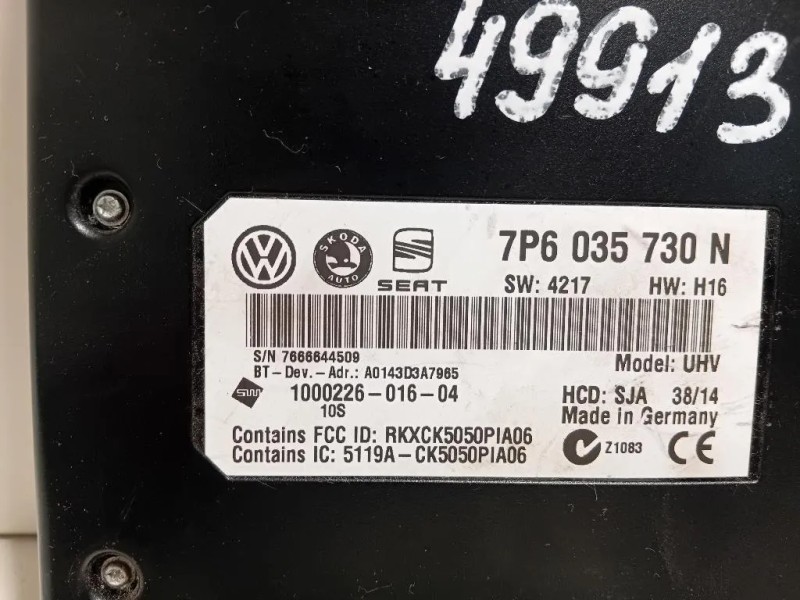 49913
SKODA
AUTO
SEAT
7P6 035 730 N
SW: 4217 HW: H16
S/N 7666644509
BT-Dev.-Adr.: A0143D3A7965
Model: UHV
SW
1000226-016-04
10S
HCD: SJA 38/14
Made in Germany
Contains FCC ID: RKXCK5050PIA06
Contains IC: 5119A-CK5050PIA06
Z1083
CE